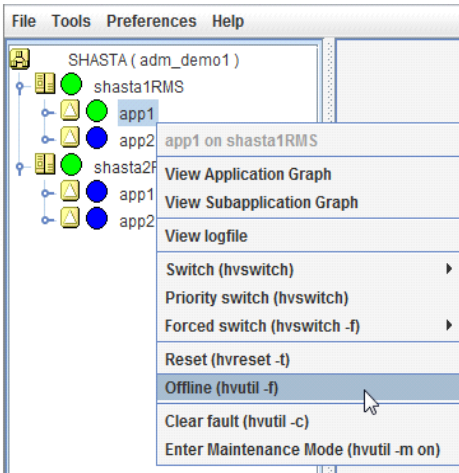 File Tools Preferences Help
SHASTA ( adm_demo1 )
shasta1RMS
app1
app2
app1 on shasta1RMS
View Application Graph
shasta2
app1
View Subapplication Graph
app2
View logfile
Switch (hvswitch)
Priority switch (hvswitch)
Forced switch (hvswitch -f)
Reset (hvreset -t)
Offline (hvutil -f)
Clear fault (hvutil -c)
Enter Maintenance Mode (hvutil -m on)